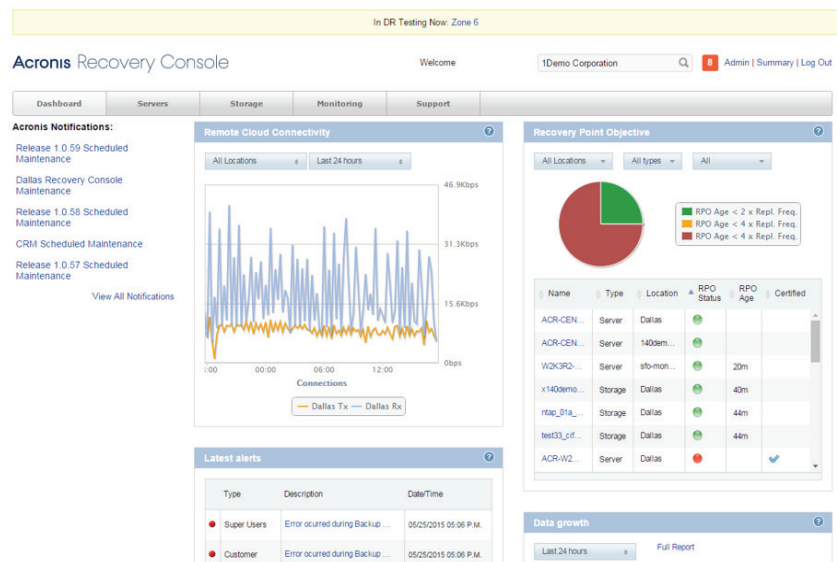 In DR Testing Now: Zone 6
Acronis Recovery Console
Welcome
1Demo Corporation
8
Admin | Summary | Log Out
Dashboard
Servers
Storage
Monitoring
Support
Acronis Notifications:
Release 1.0.59 Scheduled
Maintenance
Dallas Recovery Console
Maintenance
Release 1.0.58 Scheduled
Maintenance
CRM Scheduled Maintenance
Release 1.0.57 Scheduled
Maintenance
View All Notifications
Remote Cloud Connectivity
?
All Locations
Last 24 hours
46.9Kbps
31.3Kbps
15.6Kbps
0bps
:00
00:00
06:00
12:00
Connections
Dallas Tx
Dallas Rx
Latest alerts
?
Type
Description
Date/Time
Super Users
Error ocurred during Backup ...
05/25/2015 05:06 P.M.
Customer
Error ocurred during Backup ...
05/25/2015 05:06 P.M.
Recovery Point Objective
?
All Locations
All types
All
RPO Age < 2 x Repl. Freq.
RPO Age < 4 x Repl. Freq.
RPO Age < 4 x Repl. Freq.
Name
Type
Location
RPO Status
RPO Age
Certified
ACR-CEN...
Server
Dallas
ACR-CEN...
Server
140dem...
W2K3R2-...
Server
sfo-mon...
20m
x140demo...
Storage
Dallas
40m
ntap_01a_...
Storage
Dallas
44m
test33_cif...
Storage
Dallas
44m
ACR-W2...
Server
Dallas
Data growth
?
Last 24 hours
Full Report